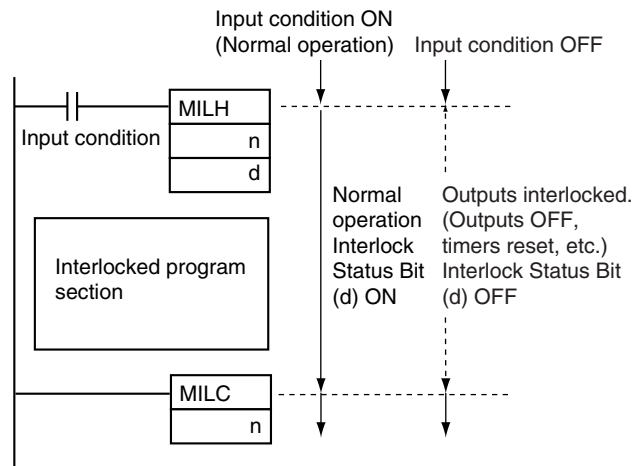 Input condition ON
(Normal operation)
Input condition OFF
MILH
Input condition
n
d
Normal
operation
Interlock
Status Bit
(d) ON
Outputs interlocked.
(Outputs OFF,
timers reset, etc.)
Interlock Status Bit
(d) OFF
Interlocked program
section
MILC
n